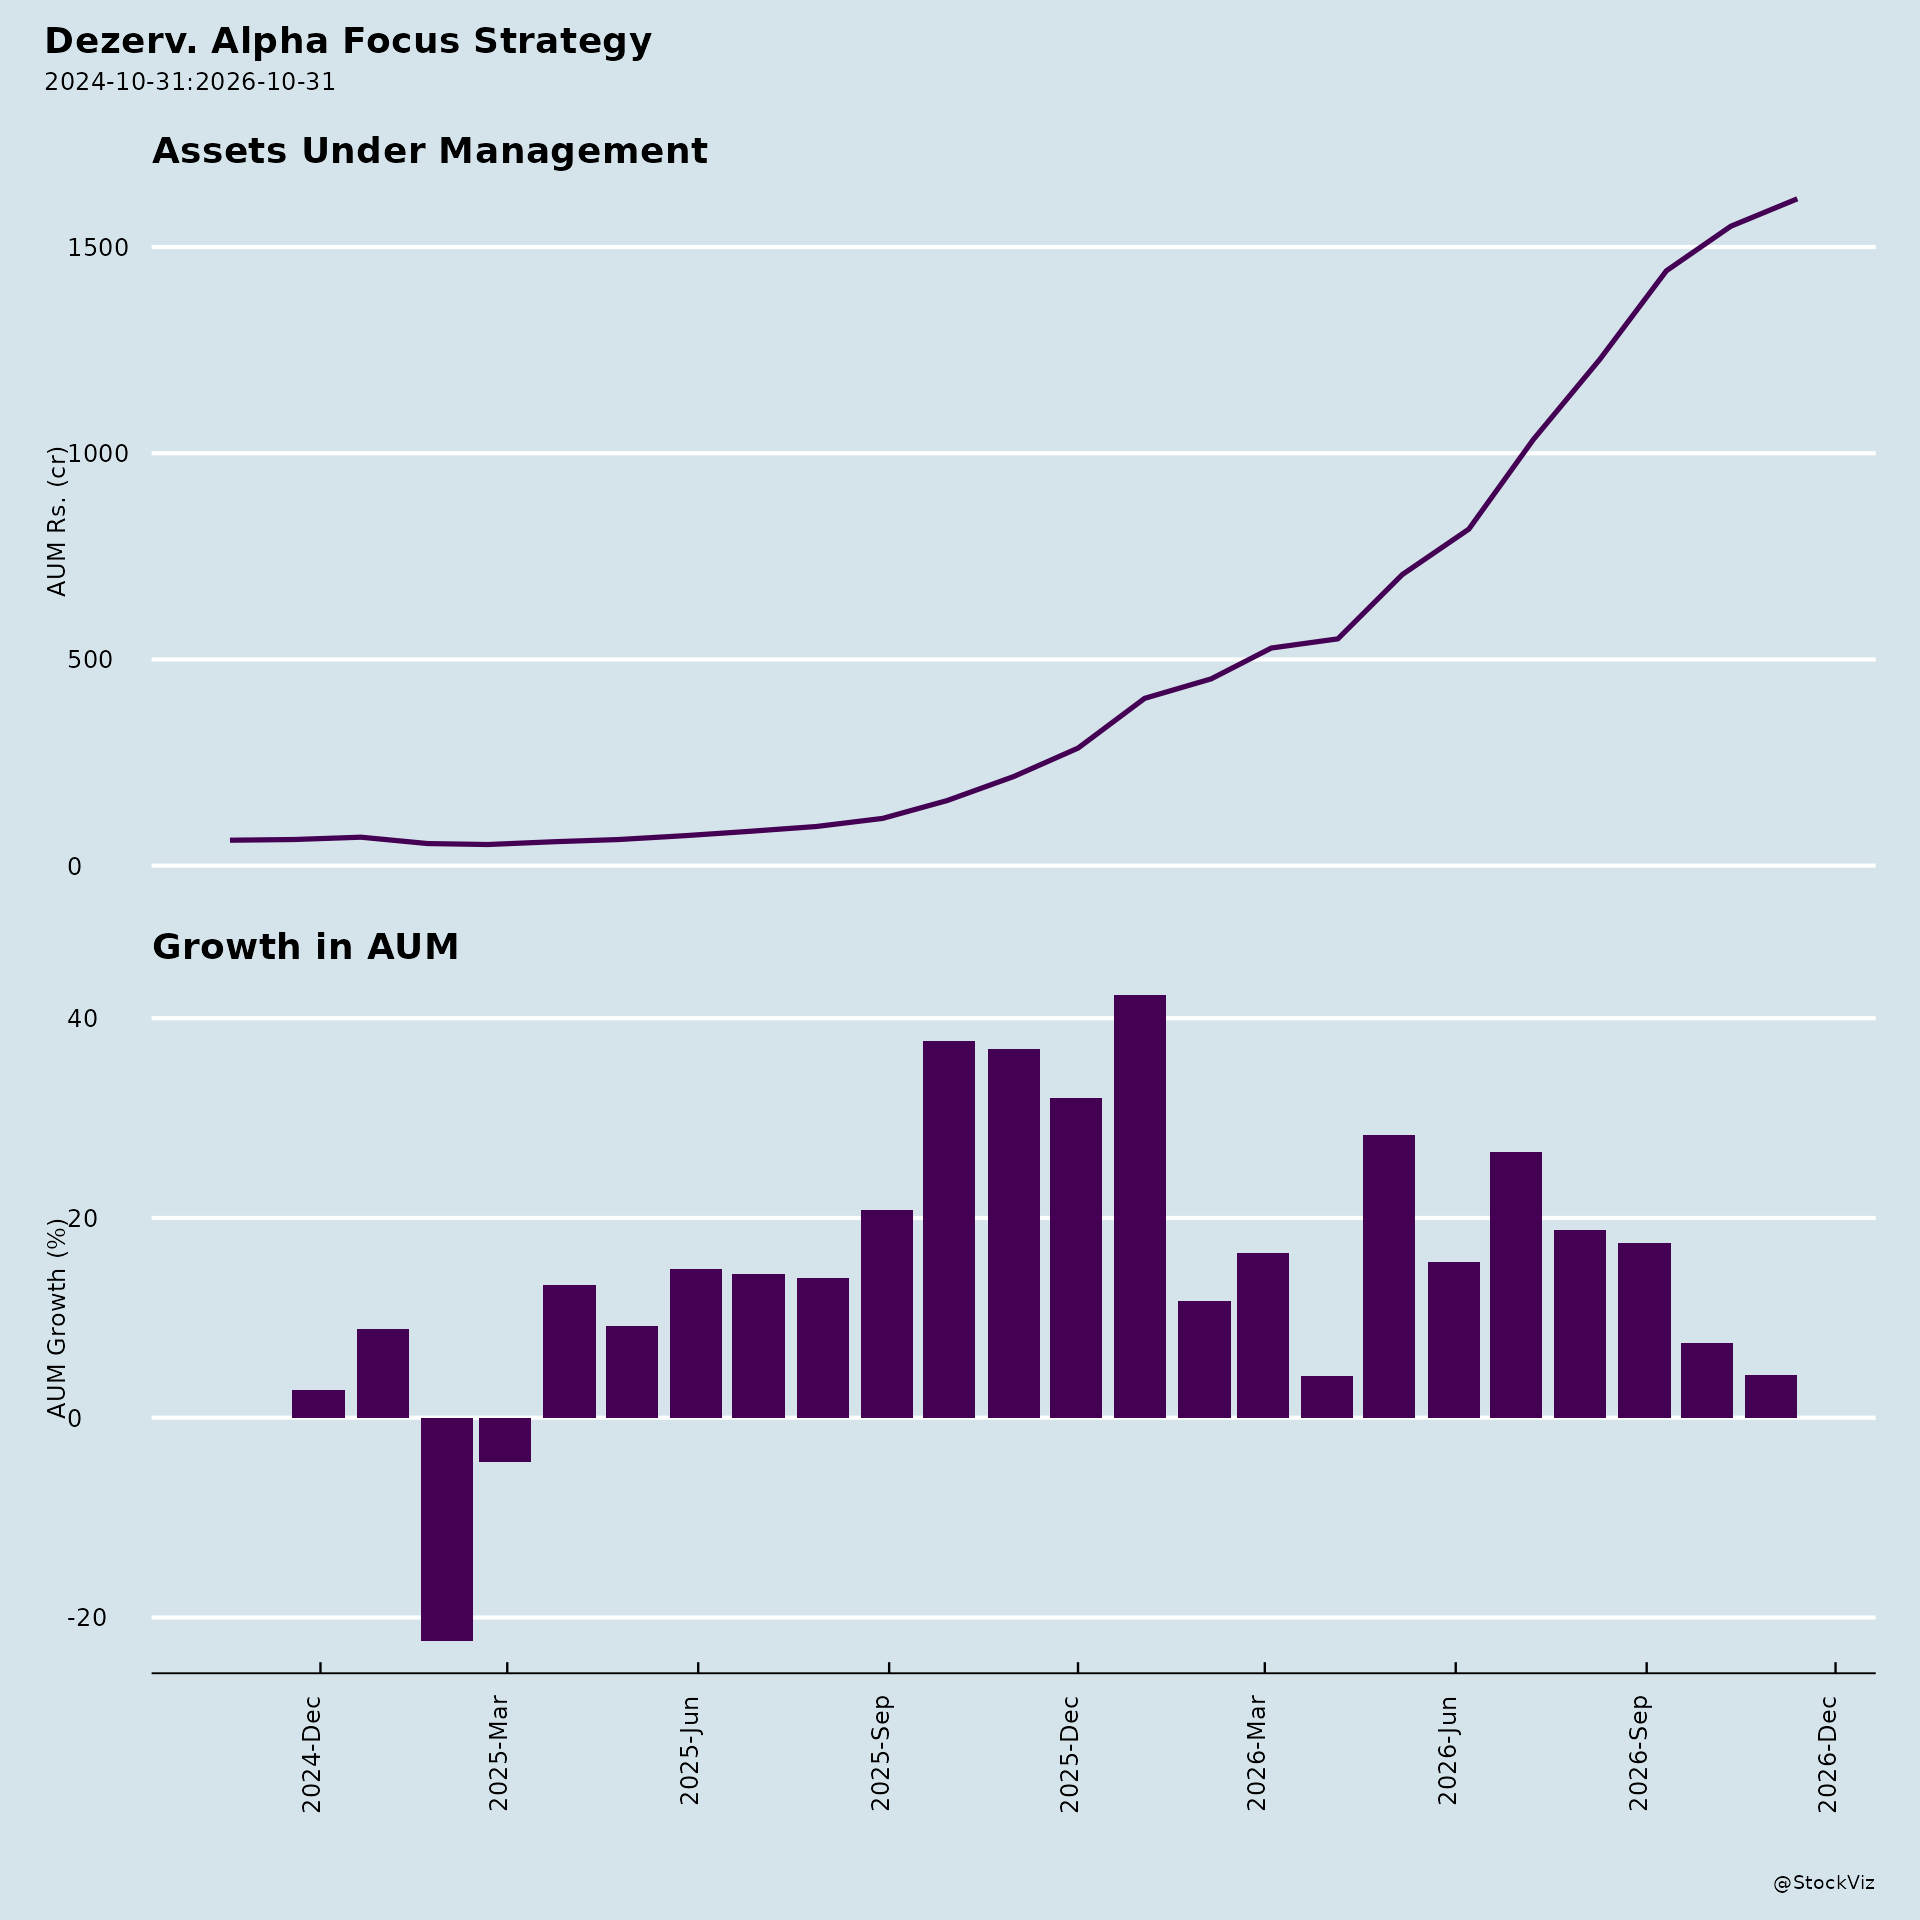 Dezerv. Alpha Focus Strategy
2024-10-31:2026-10-31
Assets Under Management
AUM Rs. (cr)
1500
1000
500
0
Growth in AUM
AUM Growth (%)
40
20
0
-20
2024-Dec
2025-Mar
2025-Jun
2025-Sep
2025-Dec
2026-Mar
2026-Jun
2026-Sep
2026-Dec
@StockViz